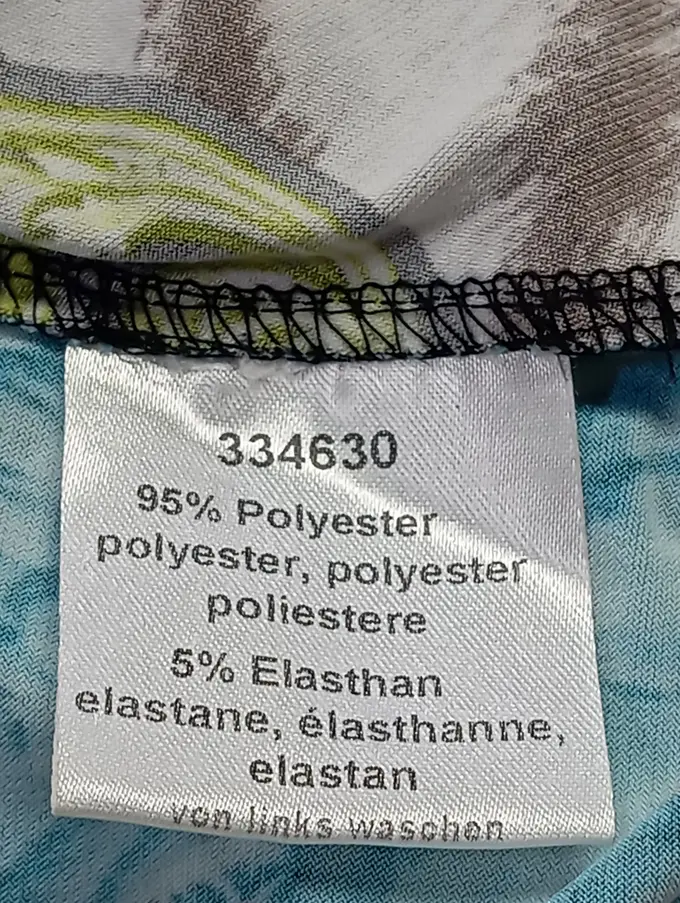 334630
95% Polyester
polyester, polyester
poliestere
5% Elasthan
elastane, élasthanne,
elastan
von links waschen